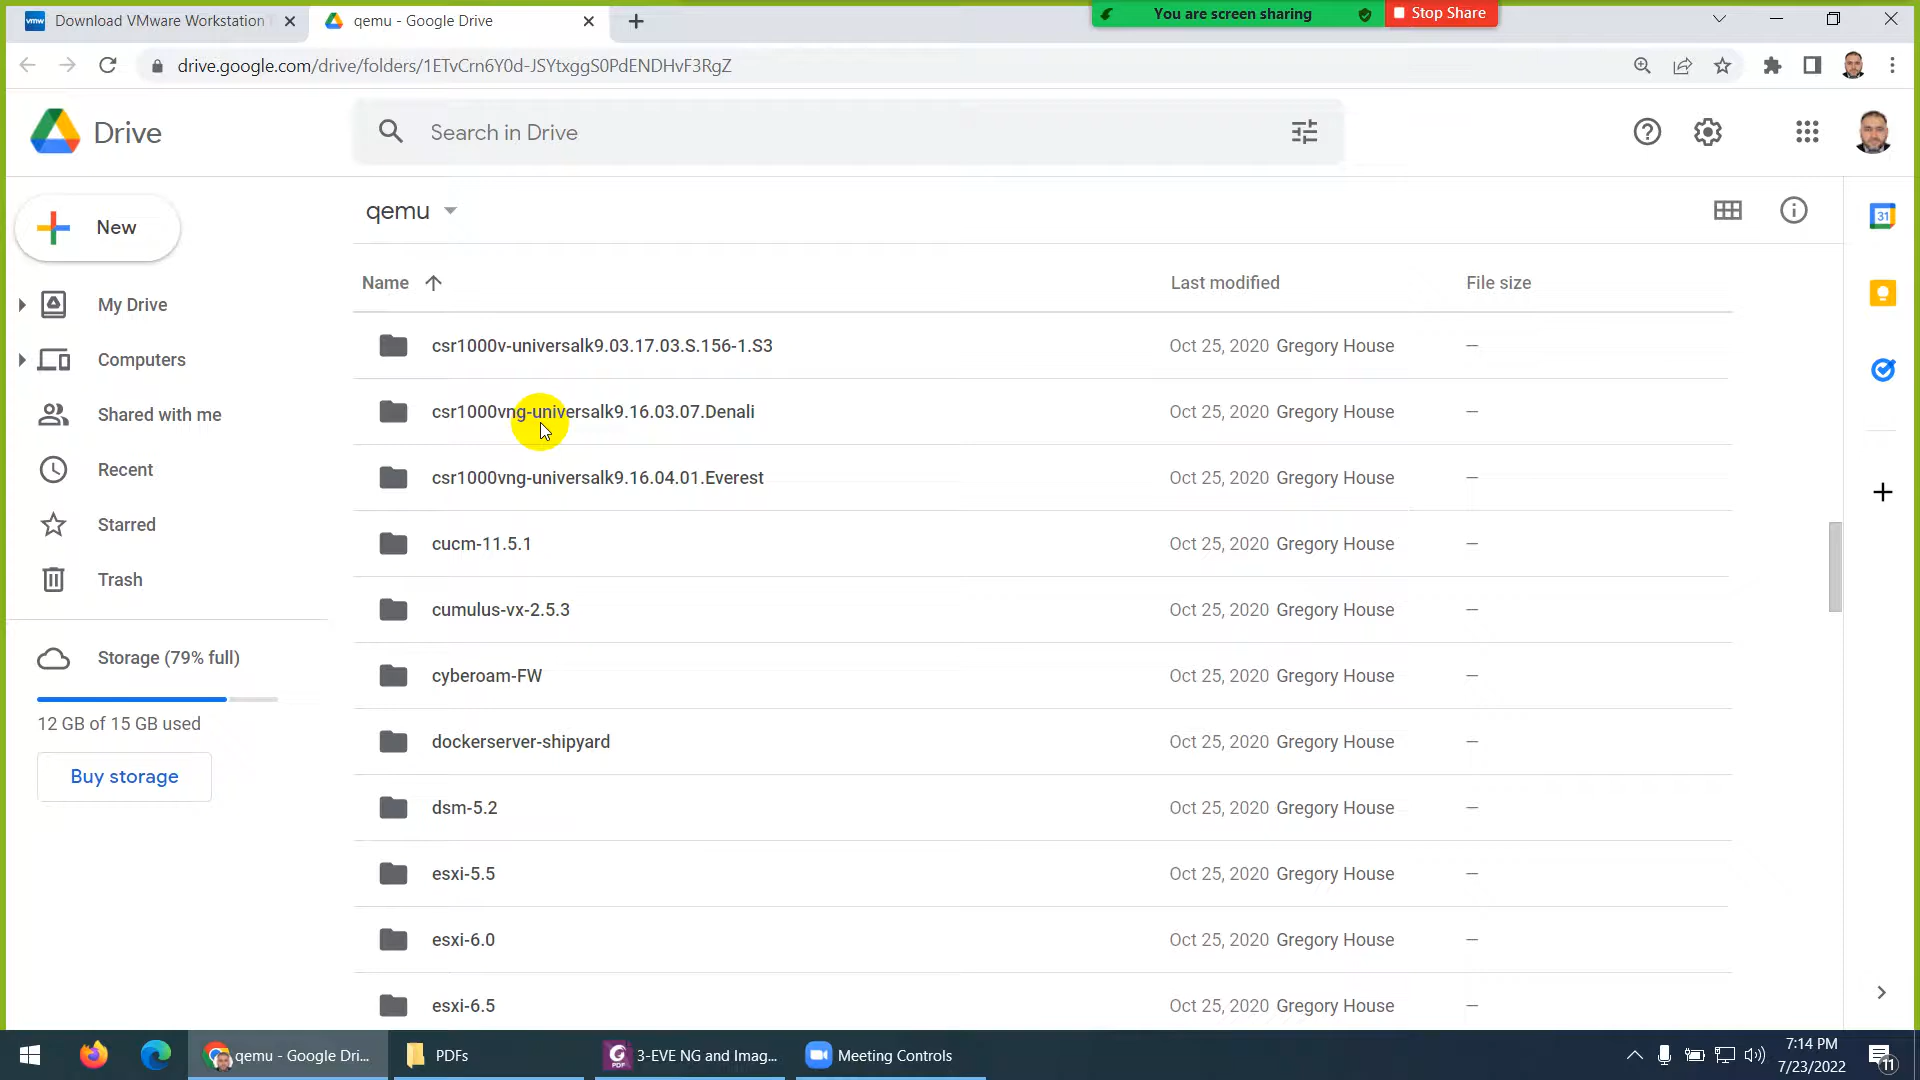 Download VMware Workstation
qemu - Google Drive
You are screen sharing
Stop Share
drive.google.com/drive/folders/1ETvCrn6Y0d-JSYtxggS0PdENDHvF3RgZ
Drive
Search in Drive
New
qemu
31
Name
Last modified
File size
My Drive
Computers
Shared with me
Recent
Starred
Trash
Storage (79% full)
12 GB of 15 GB used
Buy storage
csr1000v-universalk9.03.17.03.S.156-1.S3 Oct 25, 2020 Gregory House —
csr1000vng-universalk9.16.03.07.Denali Oct 25, 2020 Gregory House —
csr1000vng-universalk9.16.04.01.Everest Oct 25, 2020 Gregory House —
cucm-11.5.1 Oct 25, 2020 Gregory House —
cumulus-vx-2.5.3 Oct 25, 2020 Gregory House —
cyberoam-FW Oct 25, 2020 Gregory House —
dockerserver-shipyard Oct 25, 2020 Gregory House —
dsm-5.2 Oct 25, 2020 Gregory House —
esxi-5.5 Oct 25, 2020 Gregory House —
esxi-6.0 Oct 25, 2020 Gregory House —
esxi-6.5 Oct 25, 2020 Gregory House —
qemu - Google Dri...
PDFs
3-EVE NG and Imag...
Meeting Controls
7:14 PM
7/23/2022
11